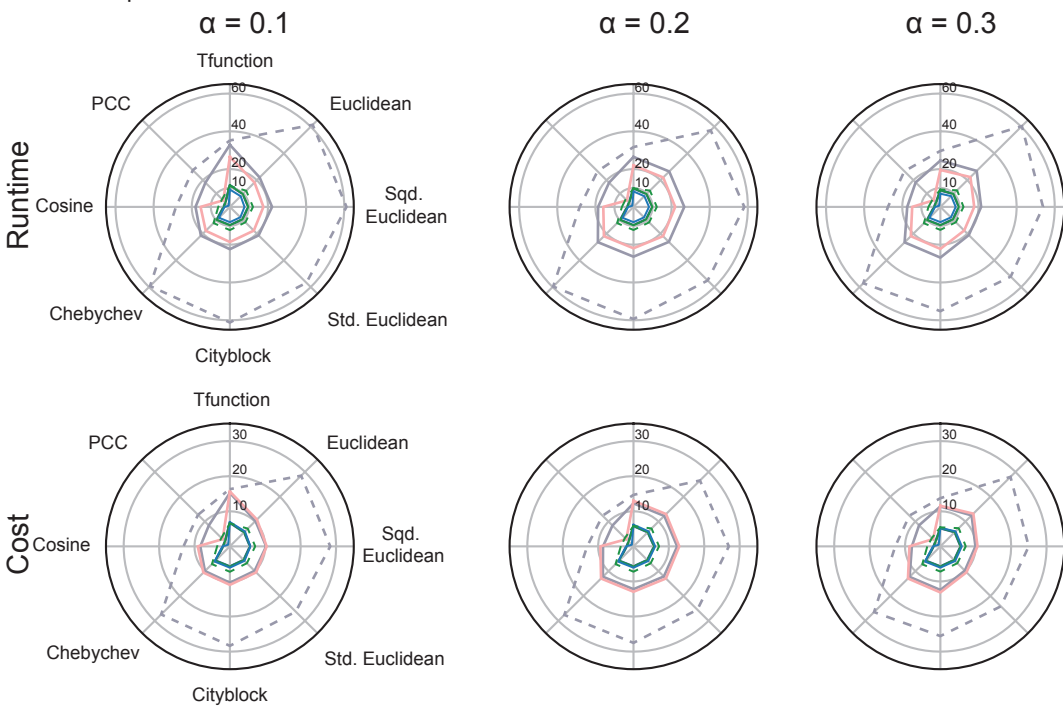 α = 0.1
α = 0.2
α = 0.3
Runtime
Tfunction
PCC
Euclidean
Cosine
Sqd.
Euclidean
Chebychev
Std. Euclidean
Cityblock
60
40
20
10
60
40
20
10
60
40
20
10
Cost
Tfunction
PCC
Euclidean
Cosine
Sqd.
Euclidean
Chebychev
Std. Euclidean
Cityblock
30
20
10
30
20
10
30
20
10